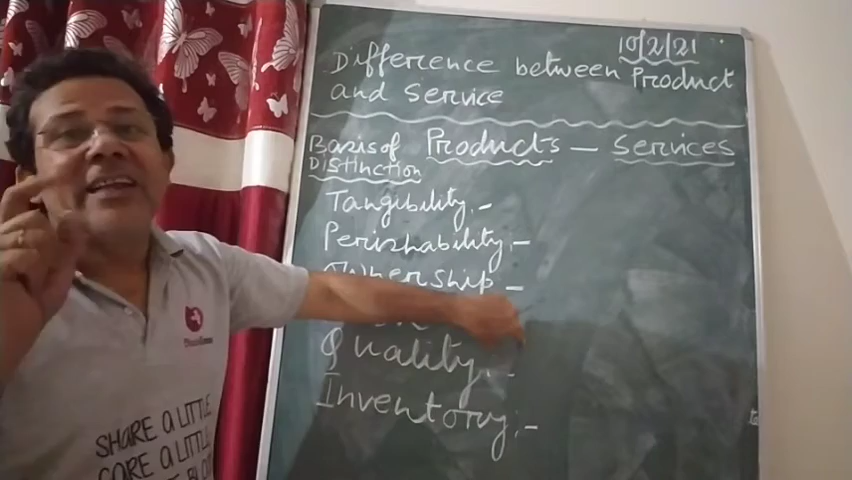 10/2/21
Difference between Product
and Service
Basis of Products — Services
Distinction
Tangibility -
Perishability -
Ownership -
Quality -
Inventory -
SHARE A LITTLE
CARE A LITTLE